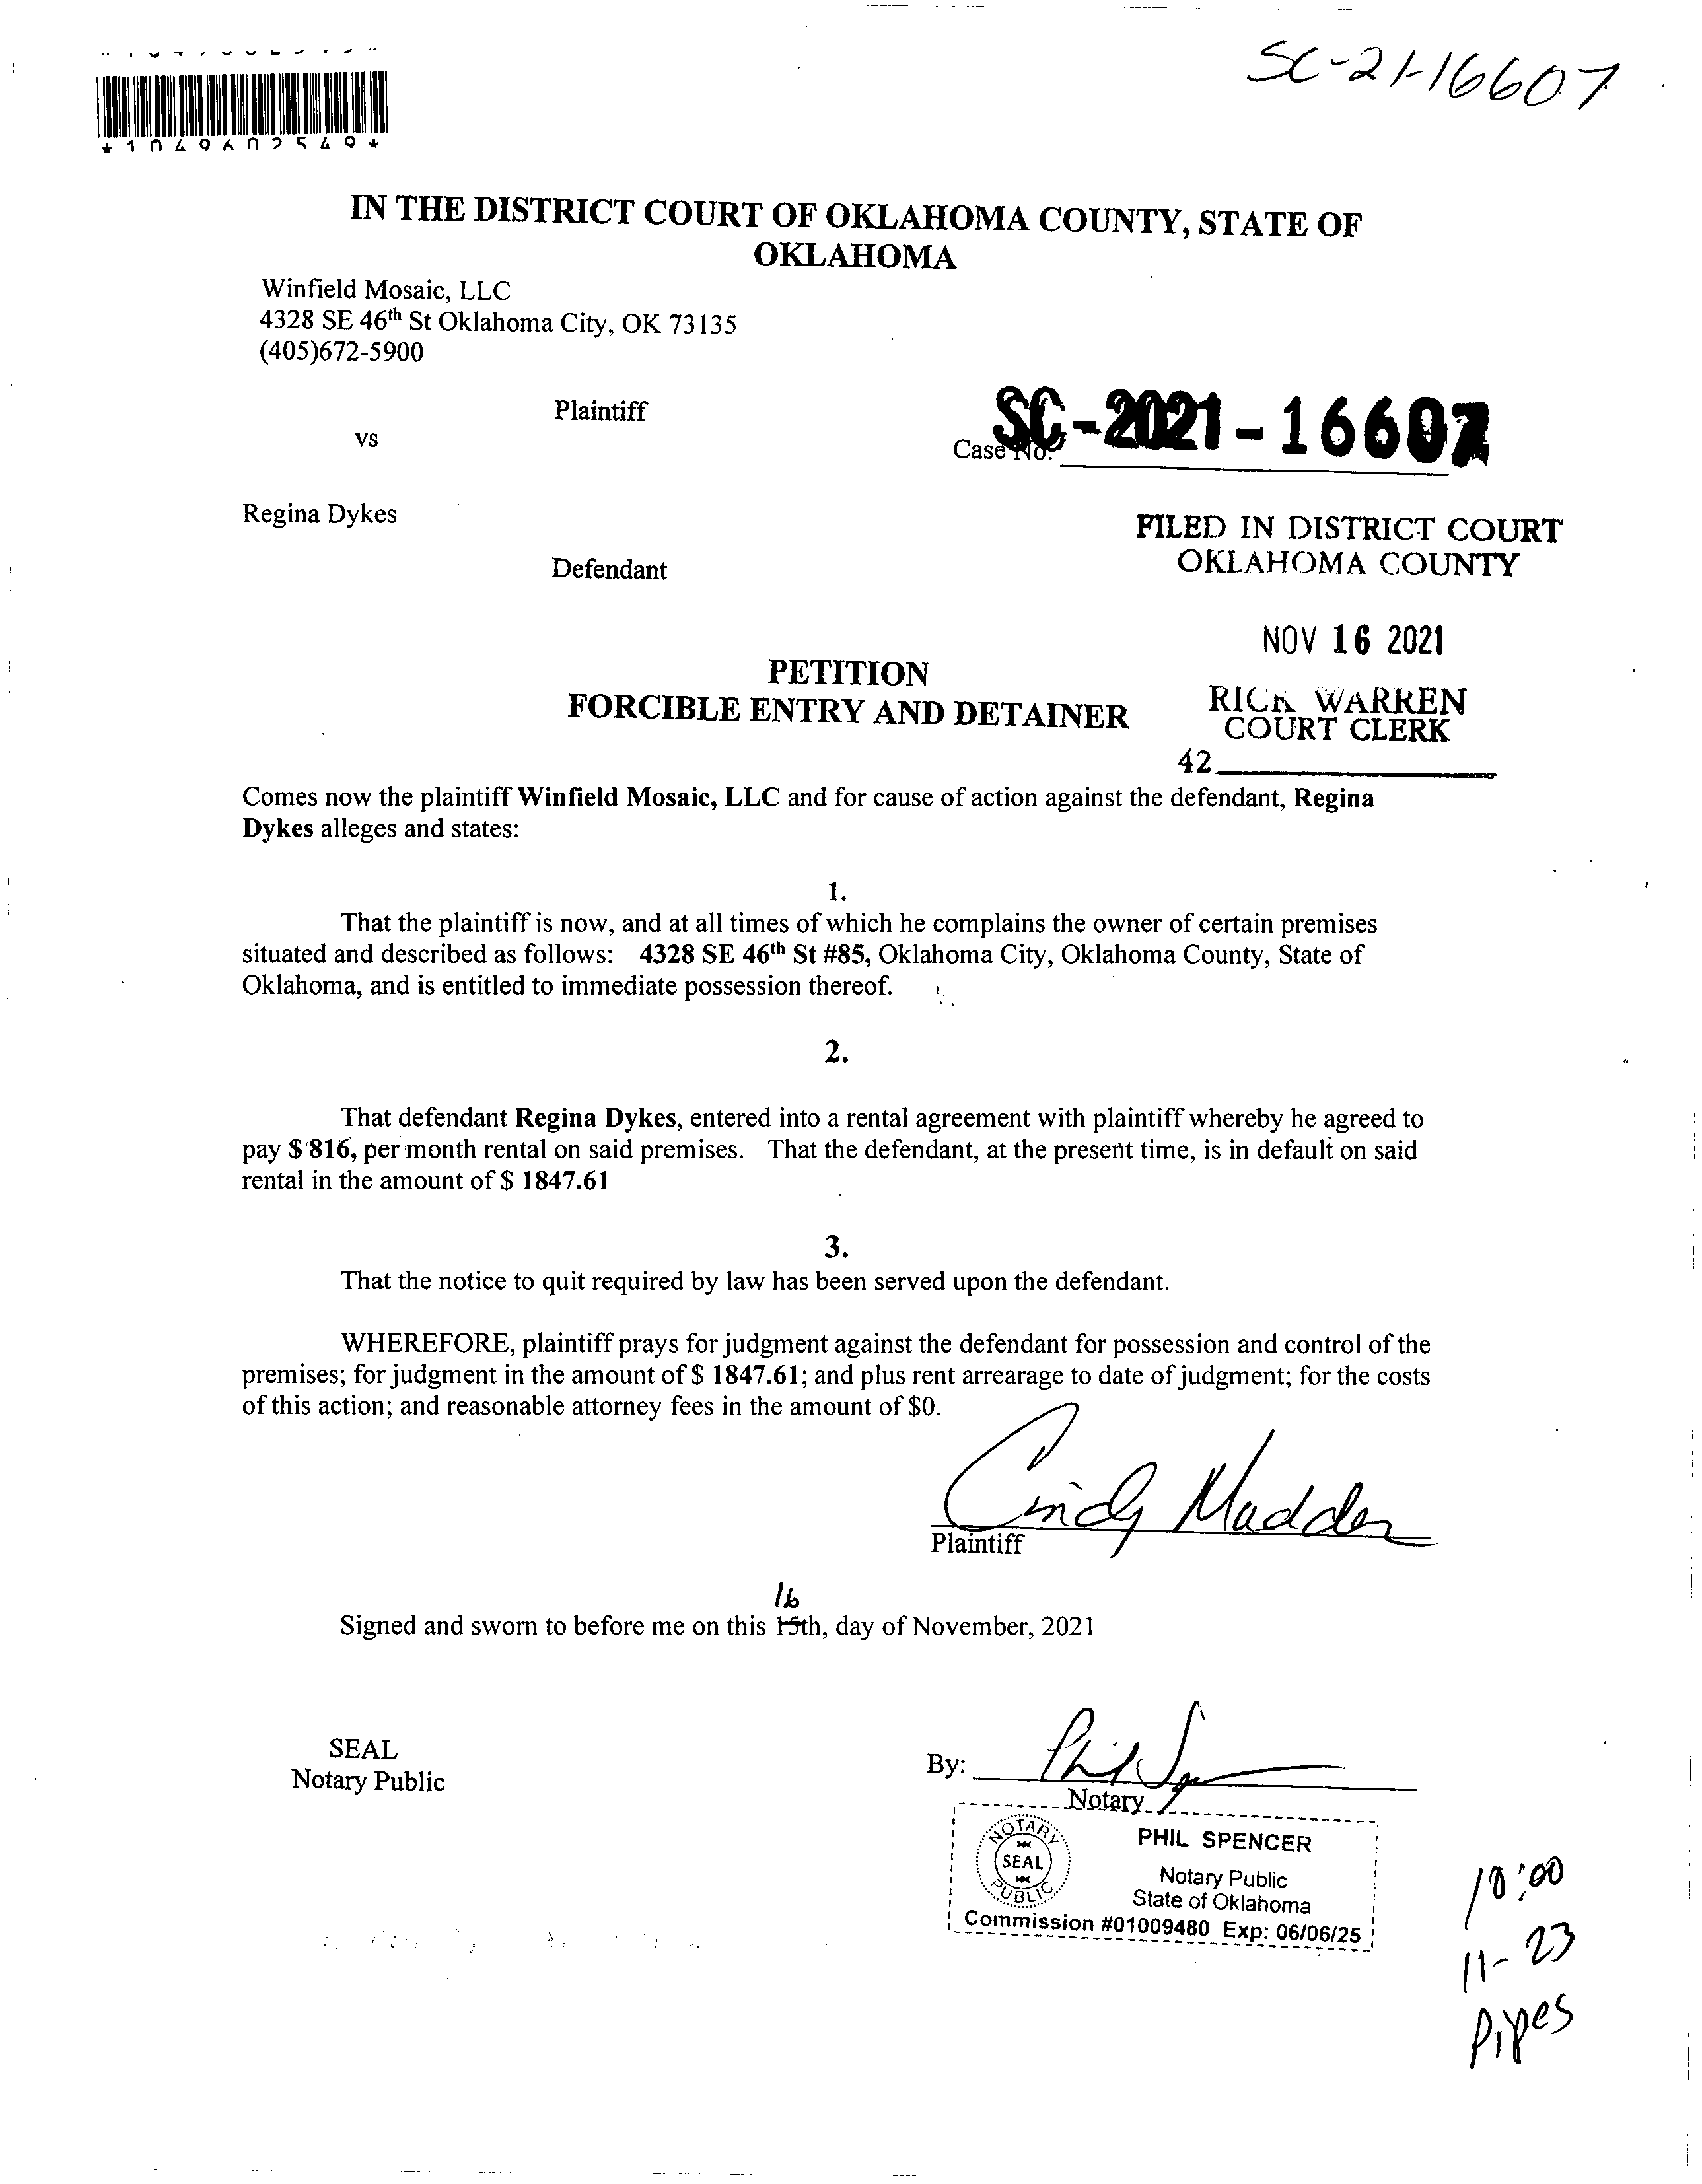 SC-21-16607
*1049602549*
IN THE DISTRICT COURT OF OKLAHOMA COUNTY, STATE OF
OKLAHOMA
Winfield Mosaic, LLC
4328 SE 46th St Oklahoma City, OK 73135
(405)672-5900
Plaintiff
vs
Case No. SC-2021-16607
Regina Dykes
Defendant
FILED IN DISTRICT COURT
OKLAHOMA COUNTY
NOV 16 2021
RICK WARREN
COURT CLERK
42
PETITION
FORCIBLE ENTRY AND DETAINER
Comes now the plaintiff Winfield Mosaic, LLC and for cause of action against the defendant, Regina
Dykes alleges and states:
1.
That the plaintiff is now, and at all times of which he complains the owner of certain premises
situated and described as follows: 4328 SE 46th St #85, Oklahoma City, Oklahoma County, State of
Oklahoma, and is entitled to immediate possession thereof.
2.
That defendant Regina Dykes, entered into a rental agreement with plaintiff whereby he agreed to
pay $ 816, per month rental on said premises. That the defendant, at the present time, is in default on said
rental in the amount of $ 1847.61
3.
That the notice to quit required by law has been served upon the defendant.
WHEREFORE, plaintiff prays for judgment against the defendant for possession and control of the
premises; for judgment in the amount of $ 1847.61; and plus rent arrearage to date of judgment; for the costs
of this action; and reasonable attorney fees in the amount of $0.
Cindy Madden
Plaintiff
16
Signed and sworn to before me on this 15th, day of November, 2021
SEAL
Notary Public
By: Phil Spencer
Notary
NOTARY
SEAL
PUBLIC
PHIL SPENCER
Notary Public
State of Oklahoma
Commission #01009480 Exp: 06/06/25
10:00
11-23
Pipes